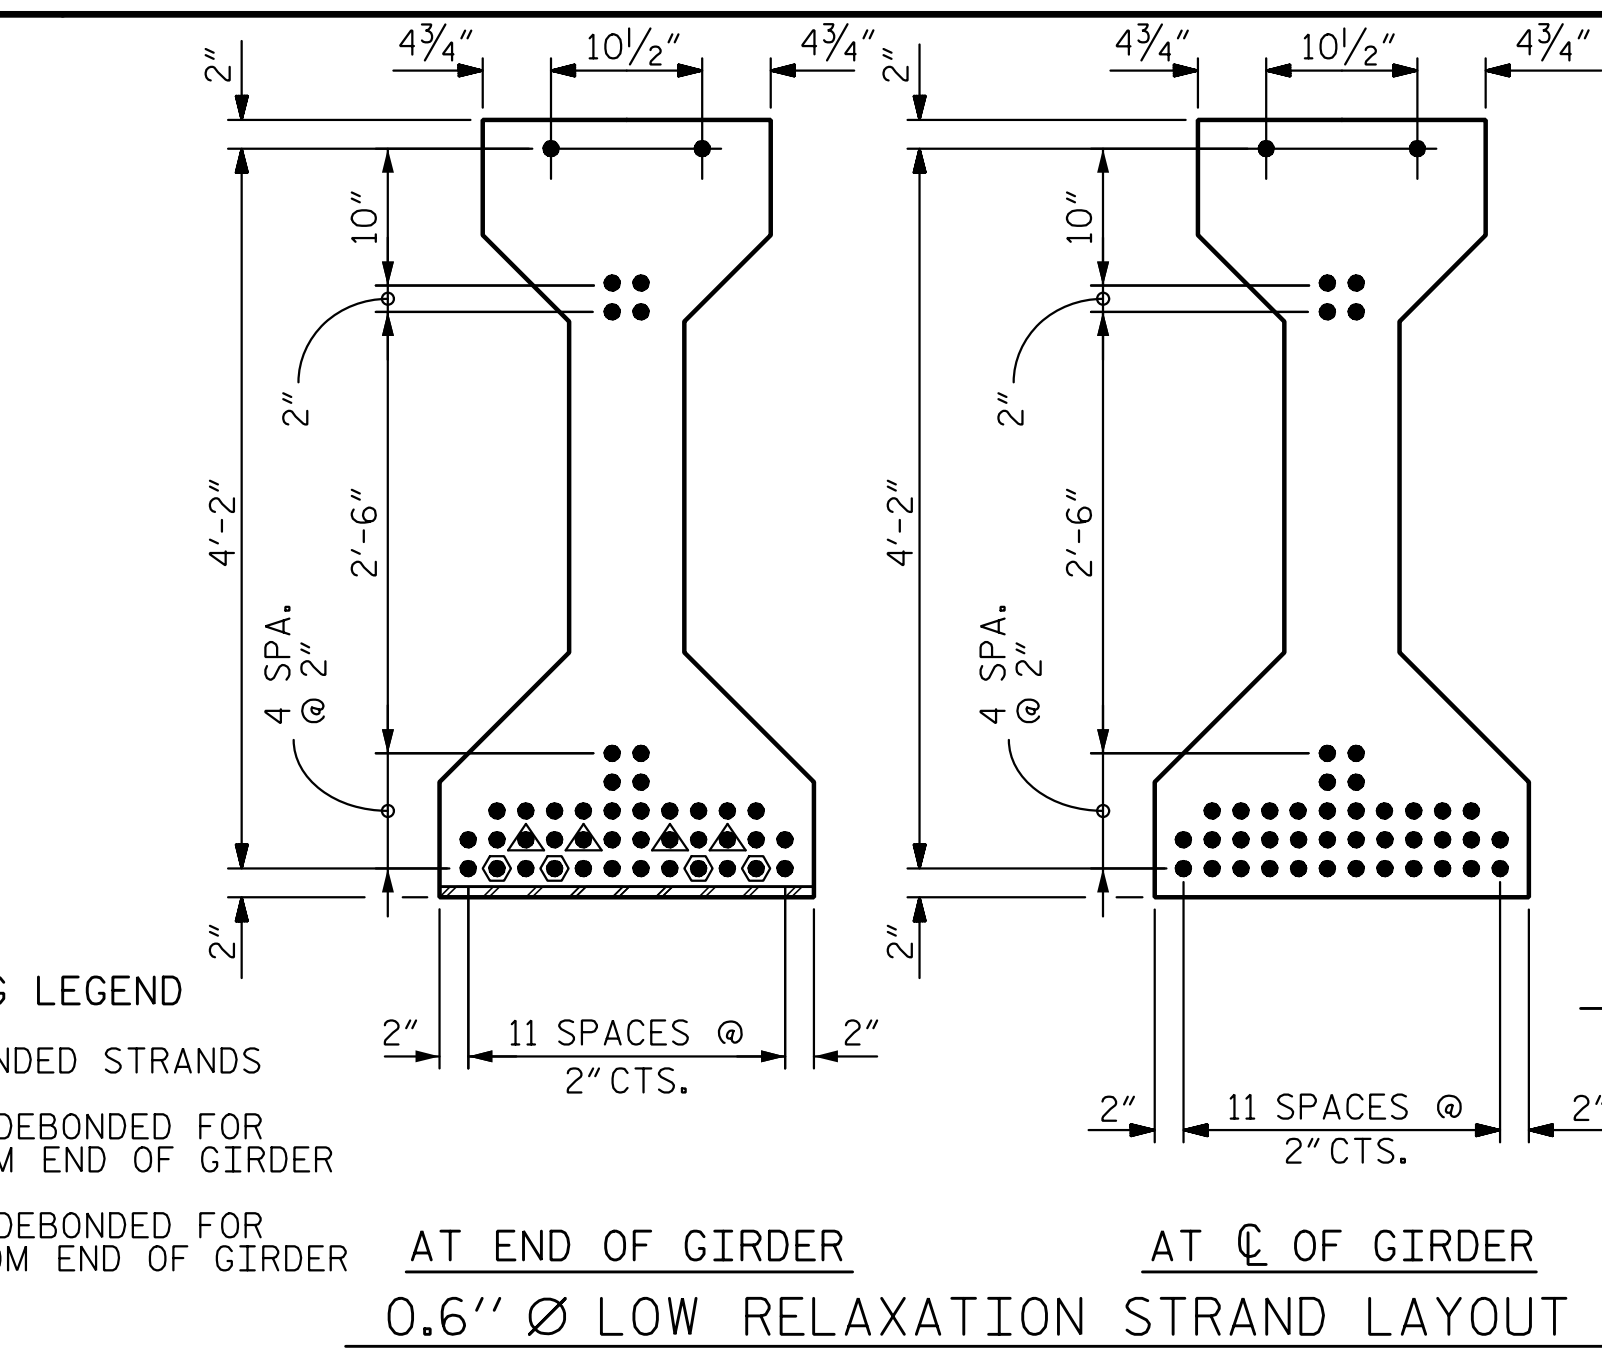 4¾" 10½" 4¾" 4¾" 10½" 4¾"
2" 2"
10" 10"
2" 2"
4'-2" 2'-6" 4'-2" 2'-6"
4 SPA. 4 SPA.
@ 2" @ 2"
2" 2"
LEGEND
2" 11 SPACES @ 2"
2" CTS.
STRANDS
2" 11 SPACES @ 2"
2" CTS.
DEBONDED FOR
END OF GIRDER
DEBONDED FOR
END OF GIRDER
AT END OF GIRDER AT ℄ OF GIRDER
0.6" Ø LOW RELAXATION STRAND LAYOUT